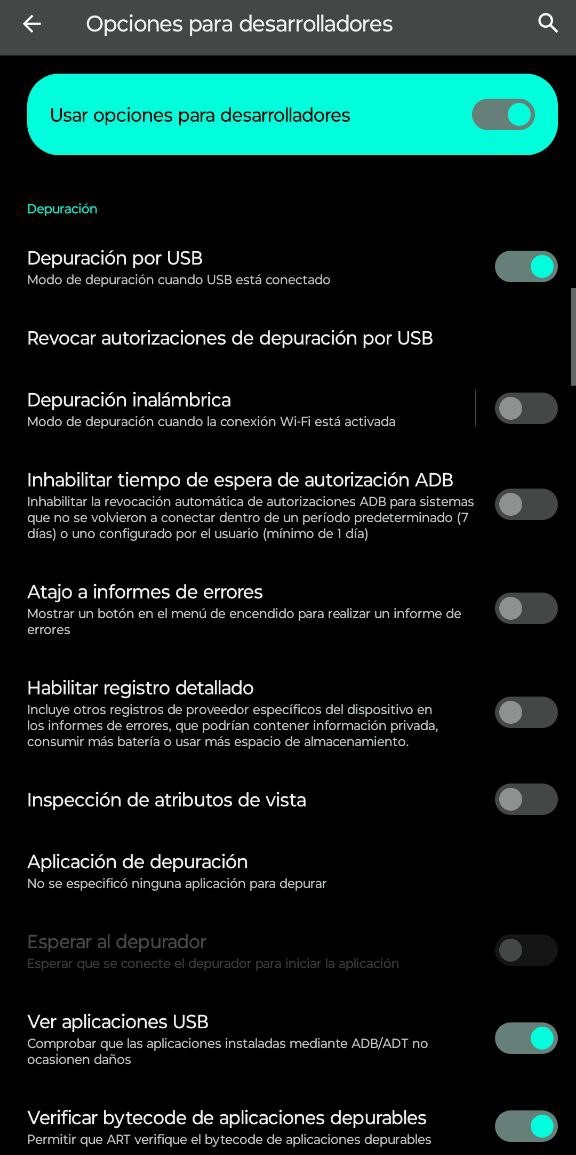 Opciones para desarrolladores
Usar opciones para desarrolladores
Depuración
Depuración por USB
Modo de depuración cuando USB está conectado
Revocar autorizaciones de depuración por USB
Depuración inalámbrica
Modo de depuración cuando la conexión Wi-Fi está activada
Inhabilitar tiempo de espera de autorización ADB
Inhabilitar la revocación automática de autorizaciones ADB para sistemas
que no se volvieron a conectar dentro de un período predeterminado (7
días) o uno configurado por el usuario (mínimo de 1 día)
Atajo a informes de errores
Mostrar un botón en el menú de encendido para realizar un informe de
errores
Habilitar registro detallado
Incluye otros registros de proveedor específicos del dispositivo en
los informes de errores, que podrían contener información privada,
consumir más batería o usar más espacio de almacenamiento.
Inspección de atributos de vista
Aplicación de depuración
No se especificó ninguna aplicación para depurar
Esperar al depurador
Esperar que se conecte el depurador para iniciar la aplicación
Ver aplicaciones USB
Comprobar que las aplicaciones instaladas mediante ADB/ADT no
ocasionen daños
Verificar bytecode de aplicaciones depurables
Permitir que ART verifique el bytecode de aplicaciones depurables